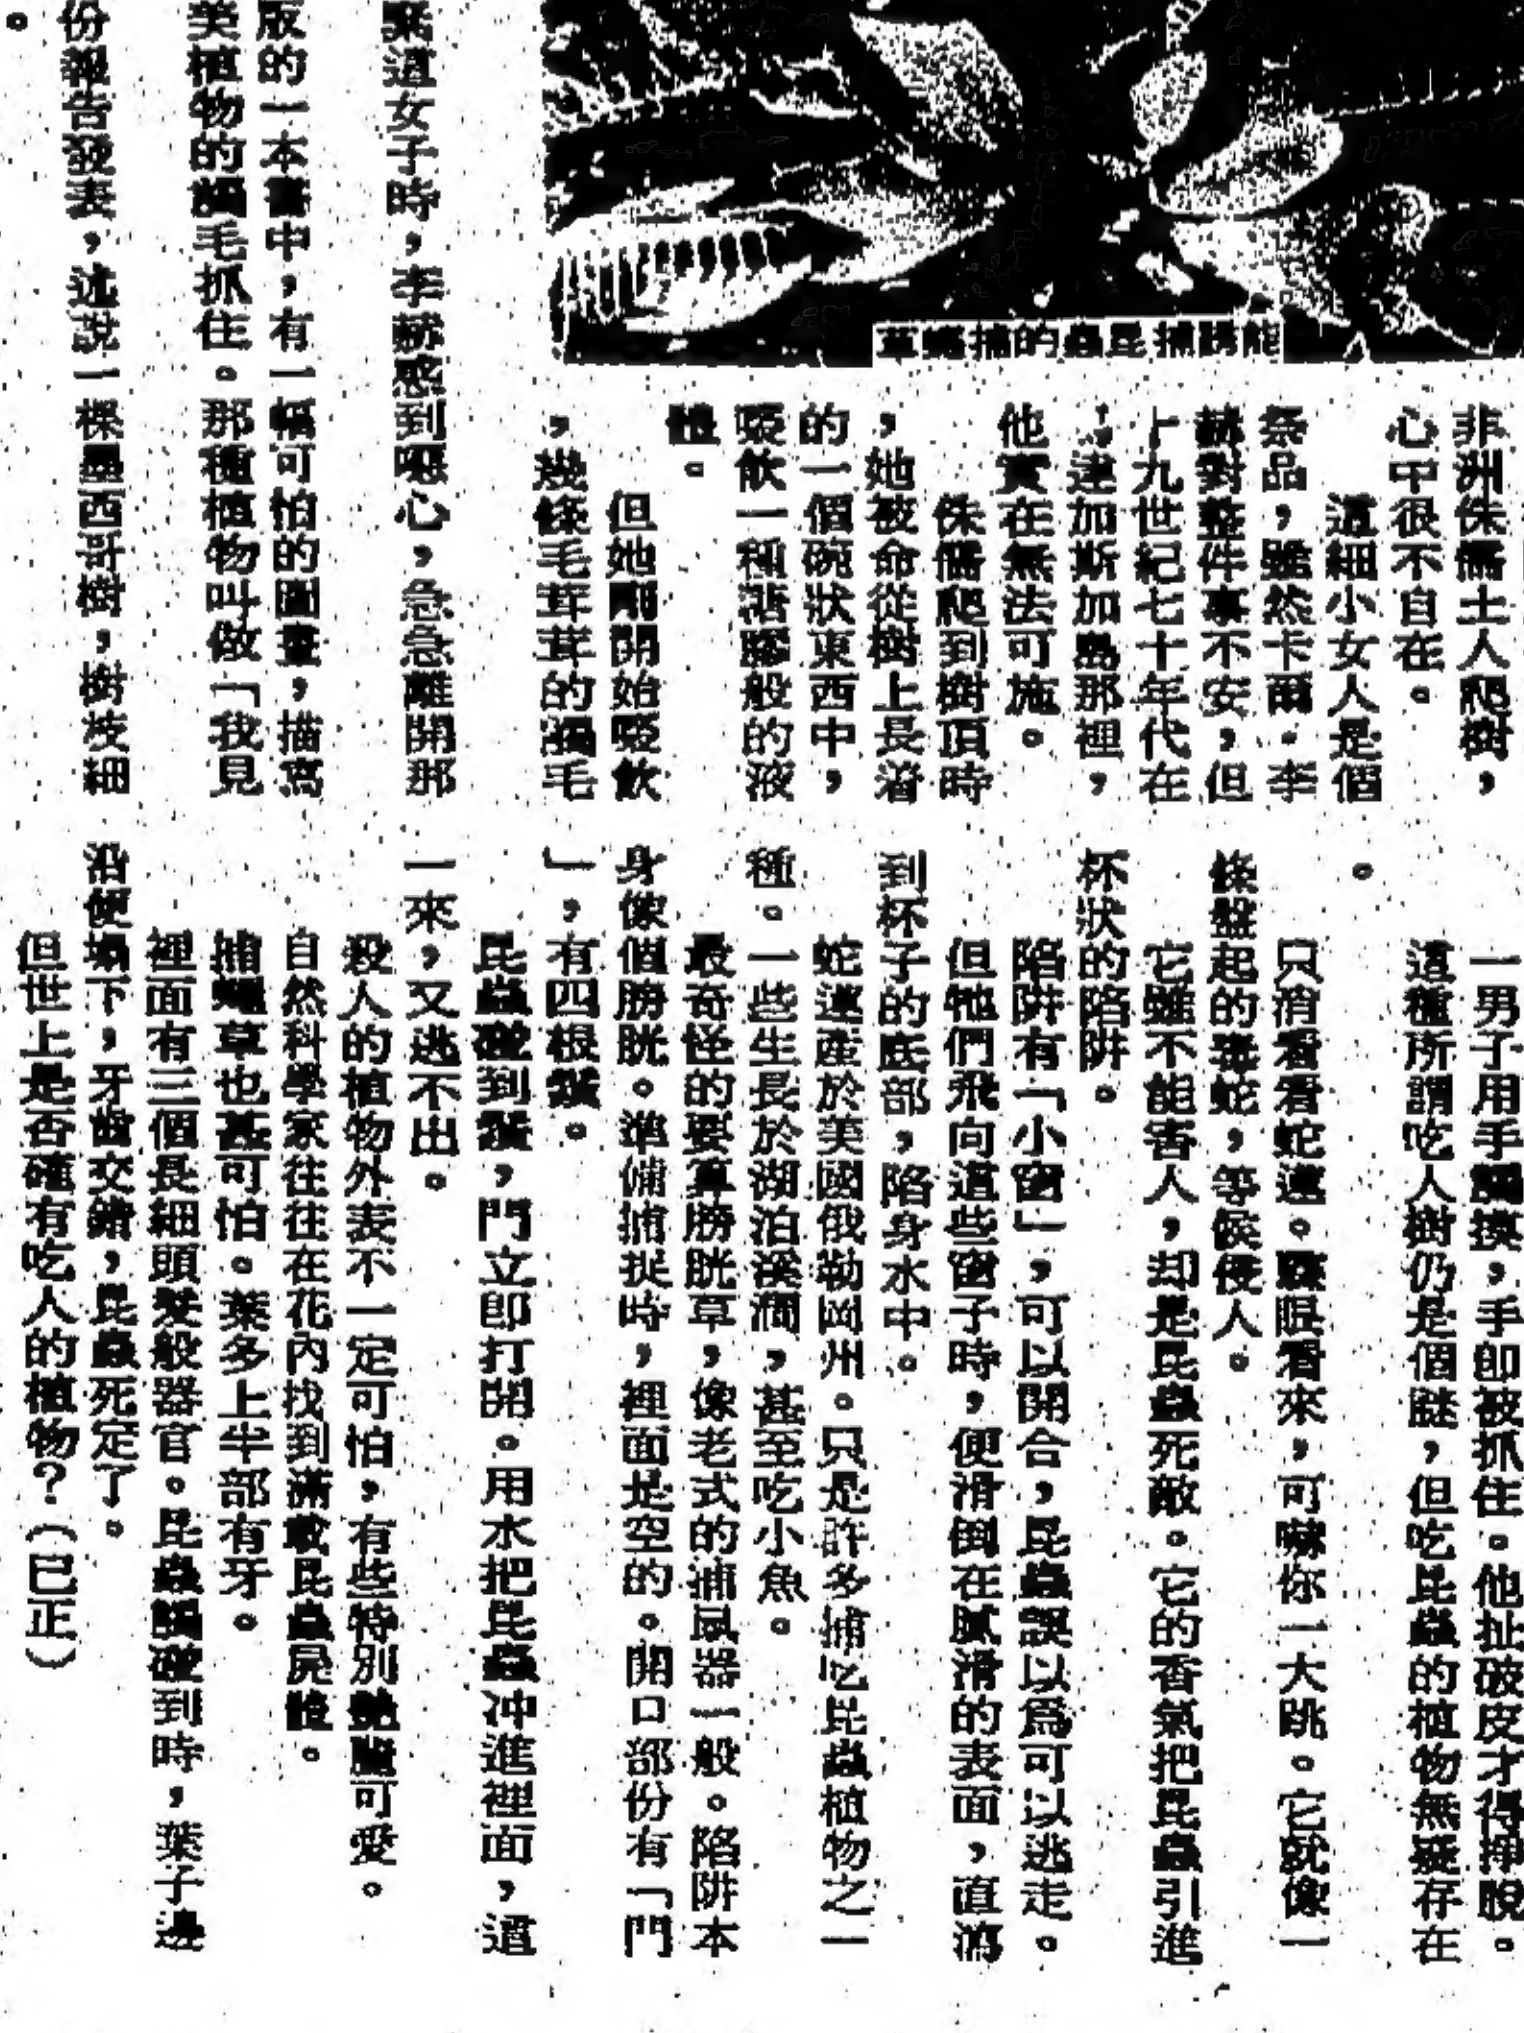 能誘捕昆蟲的捕蠅草
非洲侏儒土人爬樹，
心中很不自在。
這細小女人是個
祭品，雖然卡爾．李
赫對整件事不安，但
十九世紀七十年代在
，達加斯加島那裡，
他實在無法可施。
侏儒爬到樹頂時
，她被命從樹上長着
的一個碗狀東西中，
啜飲一種黏膠般的液
體。
但她剛開始啜飲
，幾條毛茸茸的觸毛
葉這女子時，李赫感到噁心，急急離開那
版的一本書中，有一幅可怕的圖畫，描寫
美植物的觸毛抓住。那種植物叫做「我見
份報告發表，述說一棵墨西哥樹，樹枝細
。
一男子用手觸摸，手卽被抓住。他扯破皮才得掙脫。
這種所謂吃人樹仍是個謎，但吃昆蟲的植物無疑存在
。
只消看看蛇蓮。驟眼看來，可嚇你一大跳。它就像一
條盤起的毒蛇，等候侵人。
它雖不能害人，却是昆蟲死敵。它的香氣把昆蟲引進
杯狀的陷阱。
陷阱有「小窗」，可以開合，昆蟲誤以爲可以逃走。
但牠們飛向這些窗子時，便滑倒在膩滑的表面，直瀉
到杯子的底部，陷身水中。
蛇蓮產於美國俄勒岡州。只是許多捕吃昆蟲植物之一
種。一些生長於湖泊溪澗，甚至吃小魚。
最奇怪的要算膀胱草，像老式的捕鼠器一般。陷阱本
身像個膀胱。準備捕捉時，裡面是空的。開口部份有「門
」，有四根鬚。
昆蟲碰到鬚，門立卽打開。用水把昆蟲冲進裡面，這
一來，又逃不出。
殺人的植物外表不一定可怕，有些特別艷麗可愛。
自然科學家往往在花內找到滿載昆蟲屍體。
捕蠅草也甚可怕。葉多上半部有牙。
裡面有三個長細頭髮般器官。昆蟲觸碰到時，葉子邊
沿便塌下，牙齒交錯，昆蟲死定了。
但世上是否確有吃人的植物？（巳正）